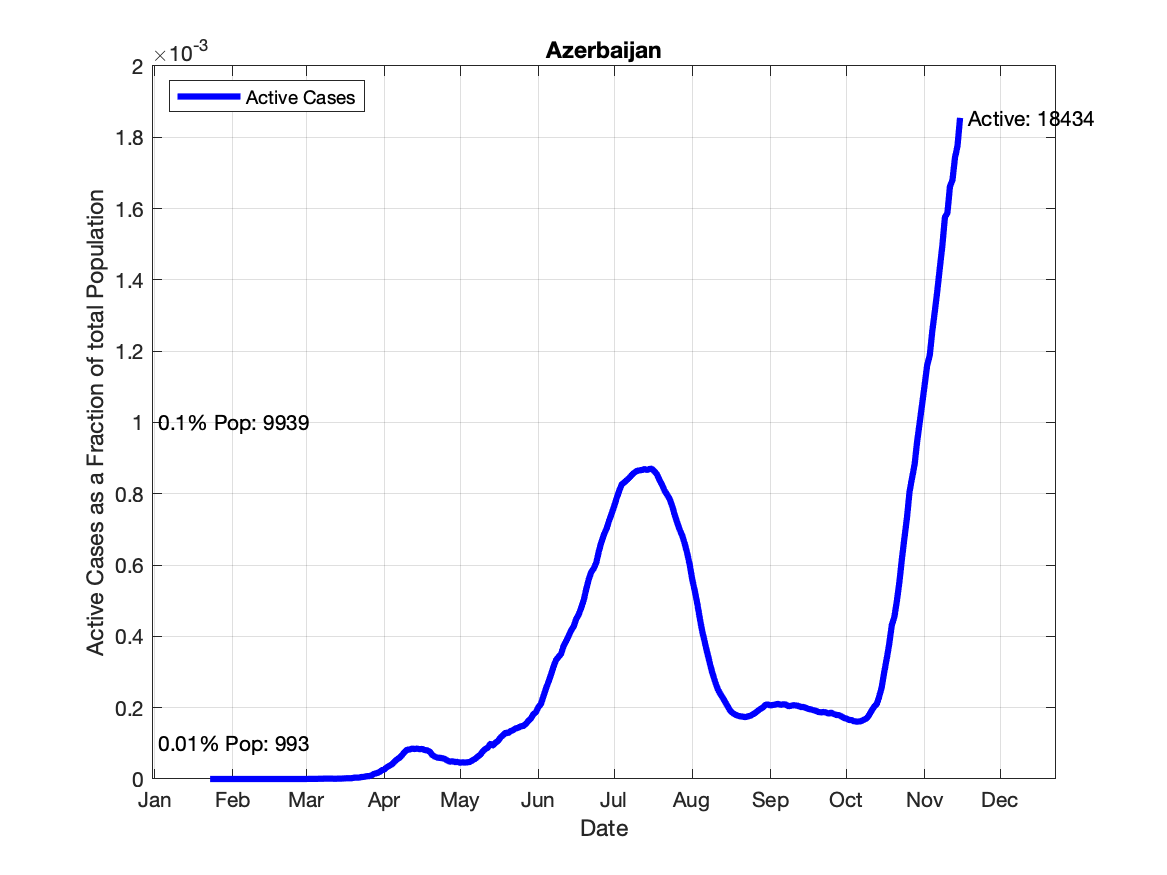 Azerbaijan
×10-3
2
1.8
1.6
1.4
1.2
1
0.8
0.6
0.4
0.2
0
Active Cases as a Fraction of total Population
Active Cases
Active: 18434
0.1% Pop: 9939
0.01% Pop: 993
Jan Feb Mar Apr May Jun Jul Aug Sep Oct Nov Dec
Date